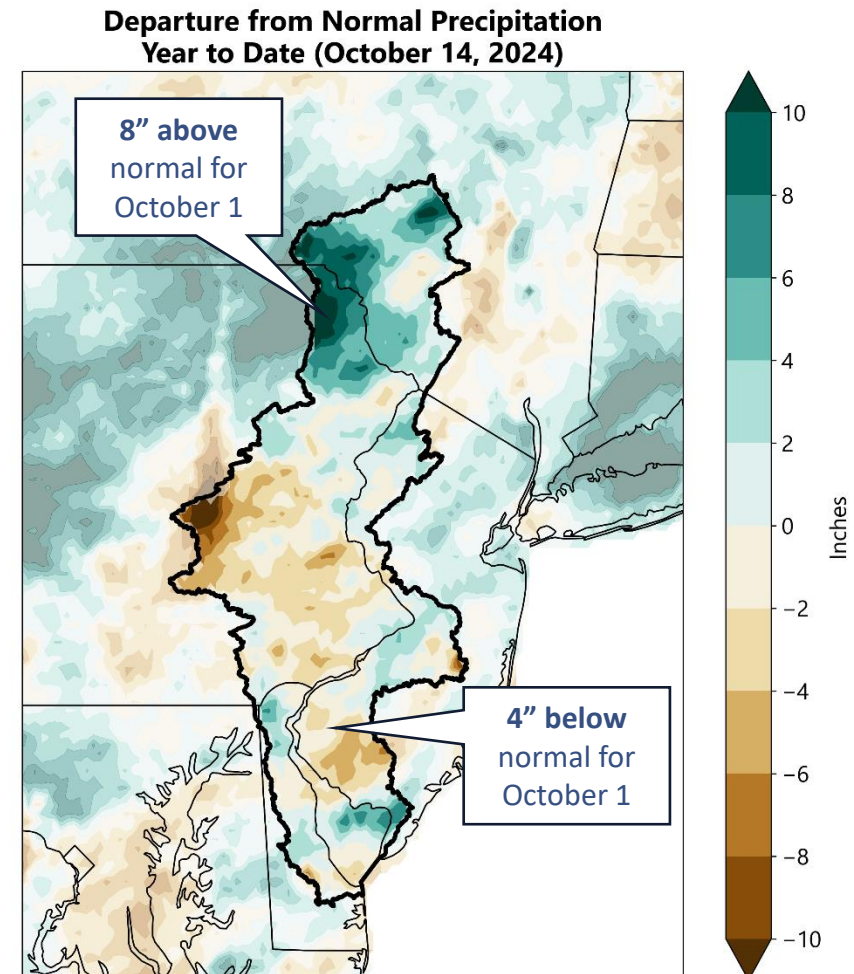 Departure from Normal Precipitation
Year to Date (October 14, 2024)
8” above
normal for
October 1
4” below
normal for
October 1
10
8
6
4
2
0
−2
−4
−6
−8
−10
Inches